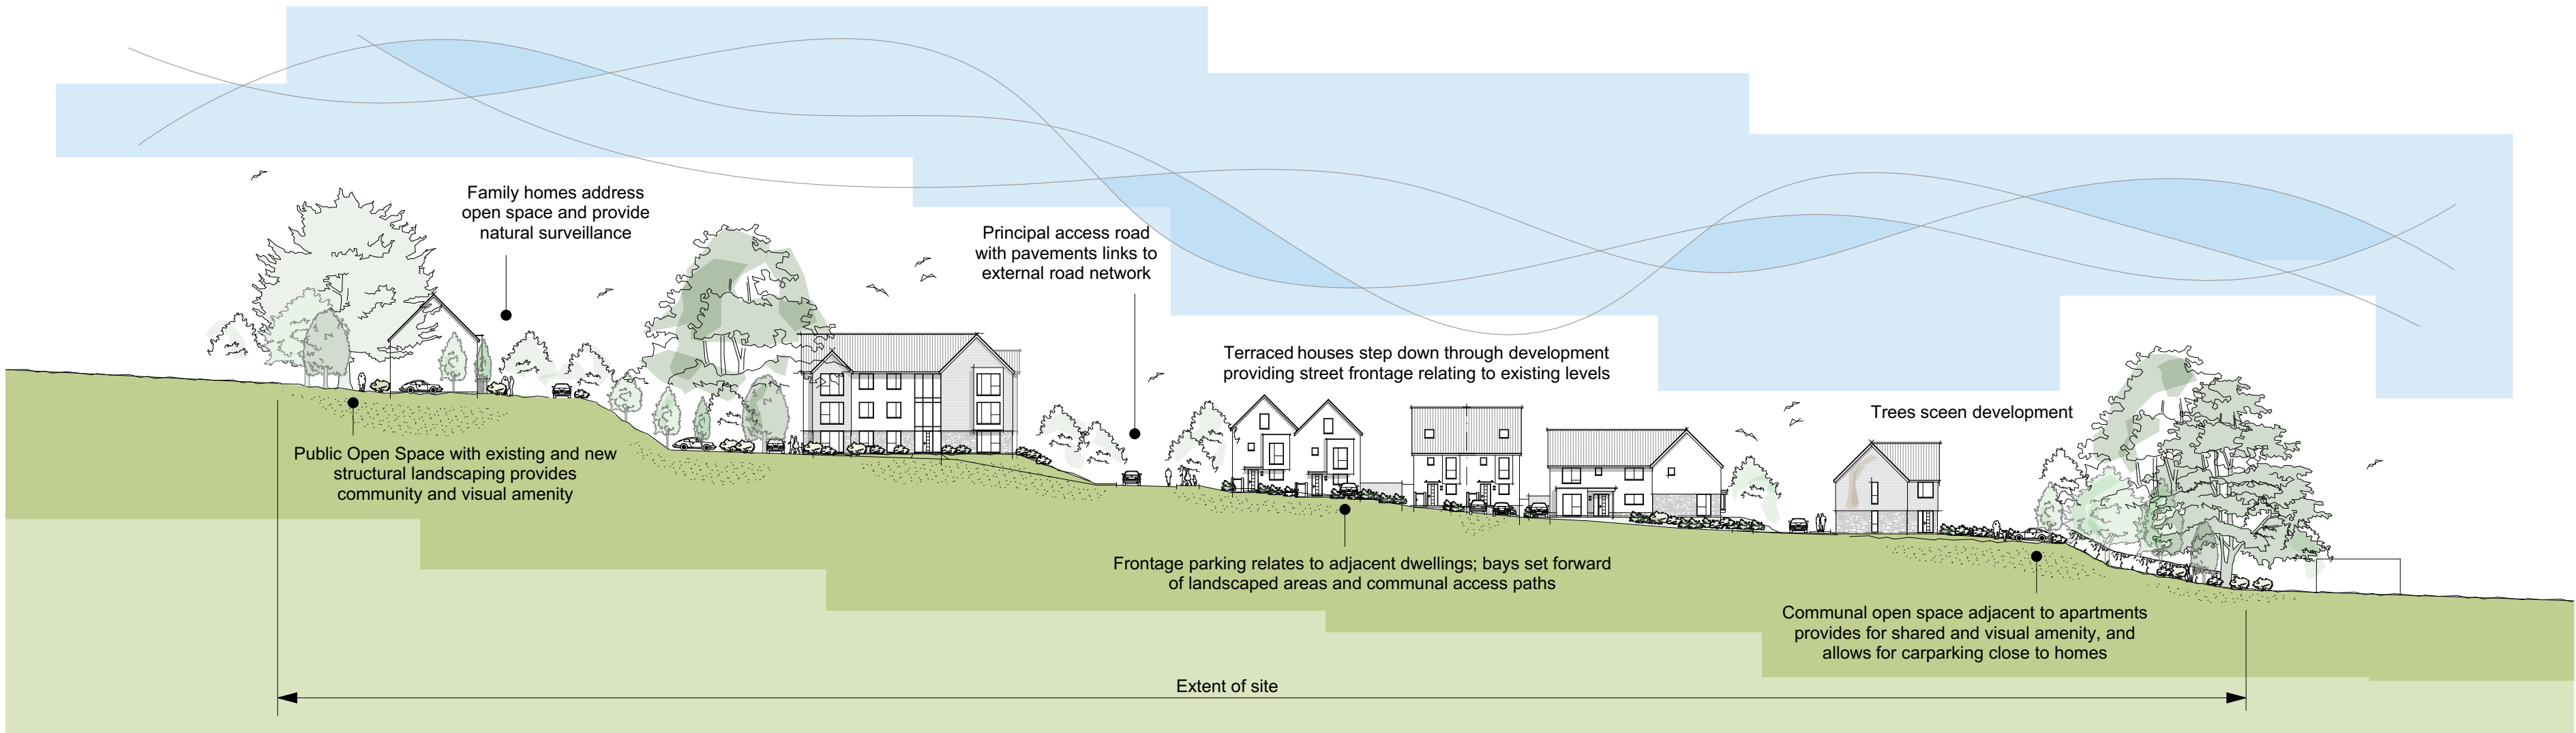 Family homes address
open space and provide
natural surveillance
Principal access road
with pavements links to
external road network
Terraced houses step down through development
providing street frontage relating to existing levels
Trees sceen development
Public Open Space with existing and new
structural landscaping provides
community and visual amenity
Frontage parking relates to adjacent dwellings; bays set forward
of landscaped areas and communal access paths
Communal open space adjacent to apartments
provides for shared and visual amenity, and
allows for carparking close to homes
Extent of site